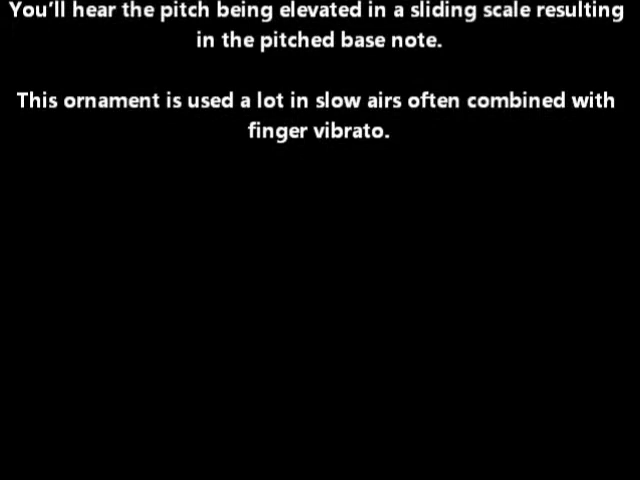 You'll hear the pitch being elevated in a sliding scale resulting
in the pitched base note.
This ornament is used a lot in slow airs often combined with
finger vibrato.